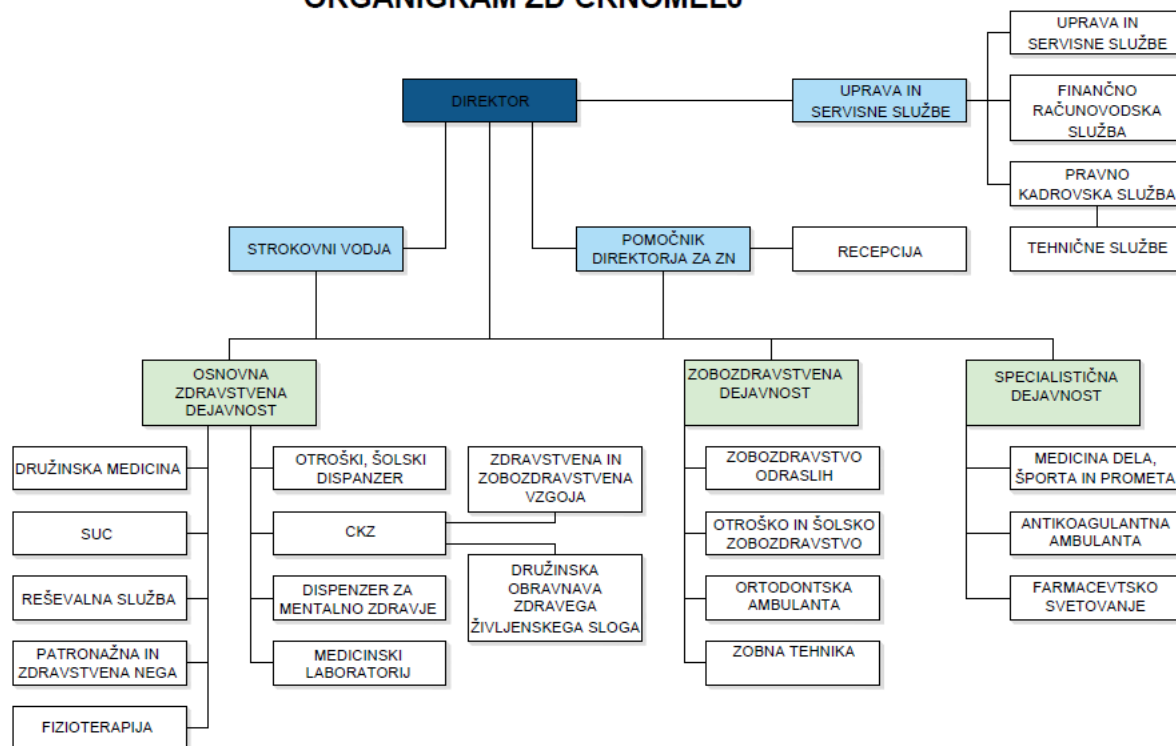 ORGANIGRAM ZD ČRNOMELJ
UPRAVA IN
SERVISNE SLUŽBE
DIREKTOR
UPRAVA IN
SERVISNE SLUŽBE
FINANČNO
RAČUNOVODSKA
SLUŽBA
PRAVNO
KADROVSKA SLUŽBA
STROKOVNI VODJA
POMOČNIK
DIREKTORJA ZA ZN
RECEPCIJA
TEHNIČNE SLUŽBE
OSNOVNA
ZDRAVSTVENA
DEJAVNOST
ZOBOZDRAVSTVENA
DEJAVNOST
SPECIALISTIČNA
DEJAVNOST
DRUŽINSKA MEDICINA
SUC
REŠEVALNA SLUŽBA
PATRONAŽNA IN
ZDRAVSTVENA NEGA
FIZIOTERAPIJA
OTROŠKI, ŠOLSKI
DISPANZER
CKZ
DISPENZER ZA
MENTALNO ZDRAVJE
MEDICINSKI
LABORATORIJ
ZDRAVSTVENA IN
ZOBOZDRAVSTVENA
VZGOJA
DRUŽINSKA
OBRAVNAVA
ZDRAVEGA
ŽIVLJENSKEGA SLOGA
ZOBOZDRAVSTVO
ODRASLIH
OTROŠKO IN ŠOLSKO
ZOBOZDRAVSTVO
ORTODONTSKA
AMBULANTA
ZOBNA TEHNIKA
MEDICINA DELA,
ŠPORTA IN PROMETA
ANTIKOAGULANTNA
AMBULANTA
FARMACEVTSKO
SVETOVANJE